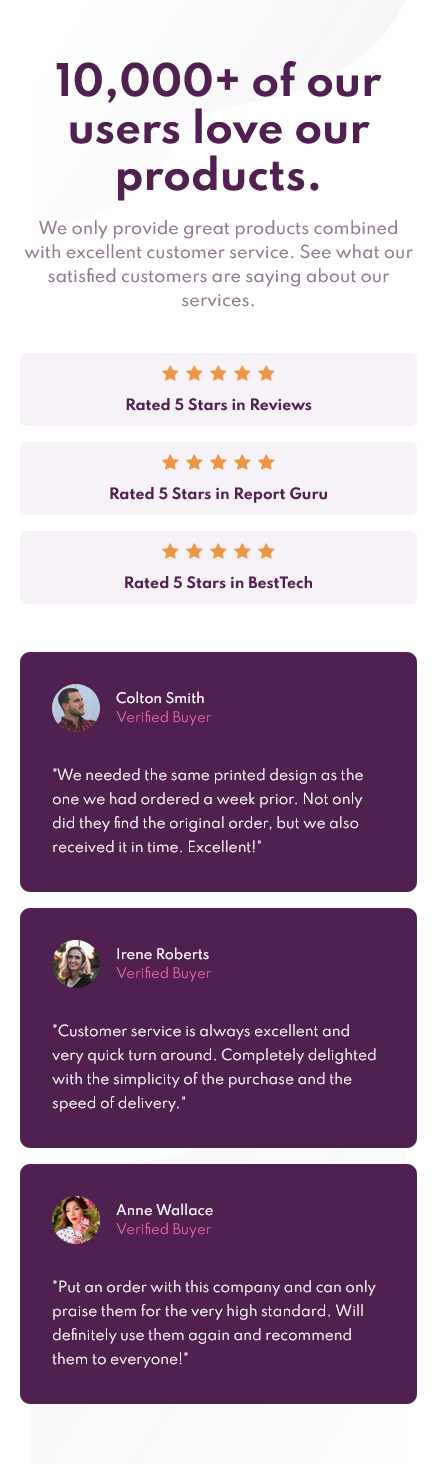 10,000+ of our
users love our
products.
We only provide great products combined
with excellent customer service. See what our
satisfied customers are saying about our
services.
Rated 5 Stars in Reviews
Rated 5 Stars in Report Guru
Rated 5 Stars in BestTech
Colton Smith
Verified Buyer
"We needed the same printed design as the
one we had ordered a week prior. Not only
did they find the original order, but we also
received it in time. Excellent!"
Irene Roberts
Verified Buyer
"Customer service is always excellent and
very quick turn around. Completely delighted
with the simplicity of the purchase and the
speed of delivery."
Anne Wallace
Verified Buyer
"Put an order with this company and can only
praise them for the very high standard. Will
definitely use them again and recommend
them to everyone!"